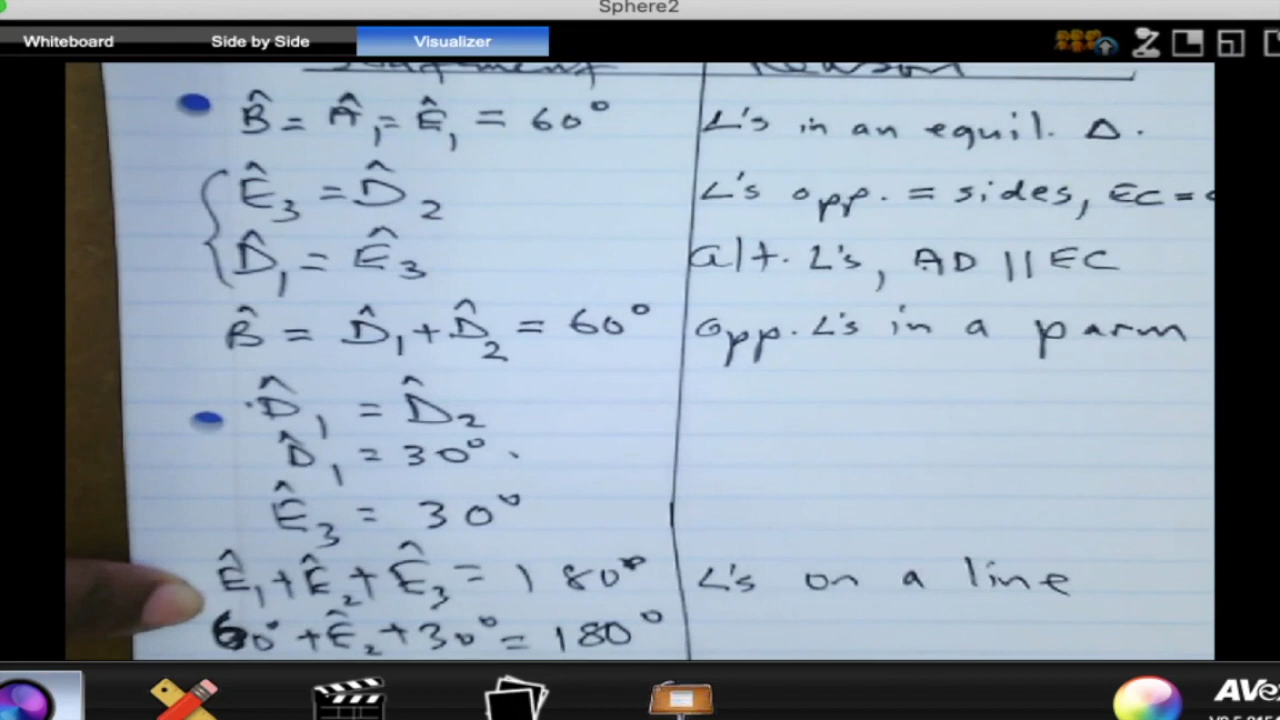 Sphere2
Whiteboard Side by Side Visualizer
Statement Reason
B̂ = Â₁ = Ê₁ = 60° ∠'s in an equil. Δ.
Ê₃ = D̂₂ ∠'s opp. = sides, EC =
D̂₁ = Ê₃ alt. ∠'s, AD || EC
B̂ = D̂₁ + D̂₂ = 60° opp. ∠'s in a parm
D̂₁ = D̂₂
D̂₁ = 30°.
Ê₃ = 30°
Ê₁ + Ê₂ + Ê₃ = 180° ∠'s on a line
60° + Ê₂ + 30° = 180°